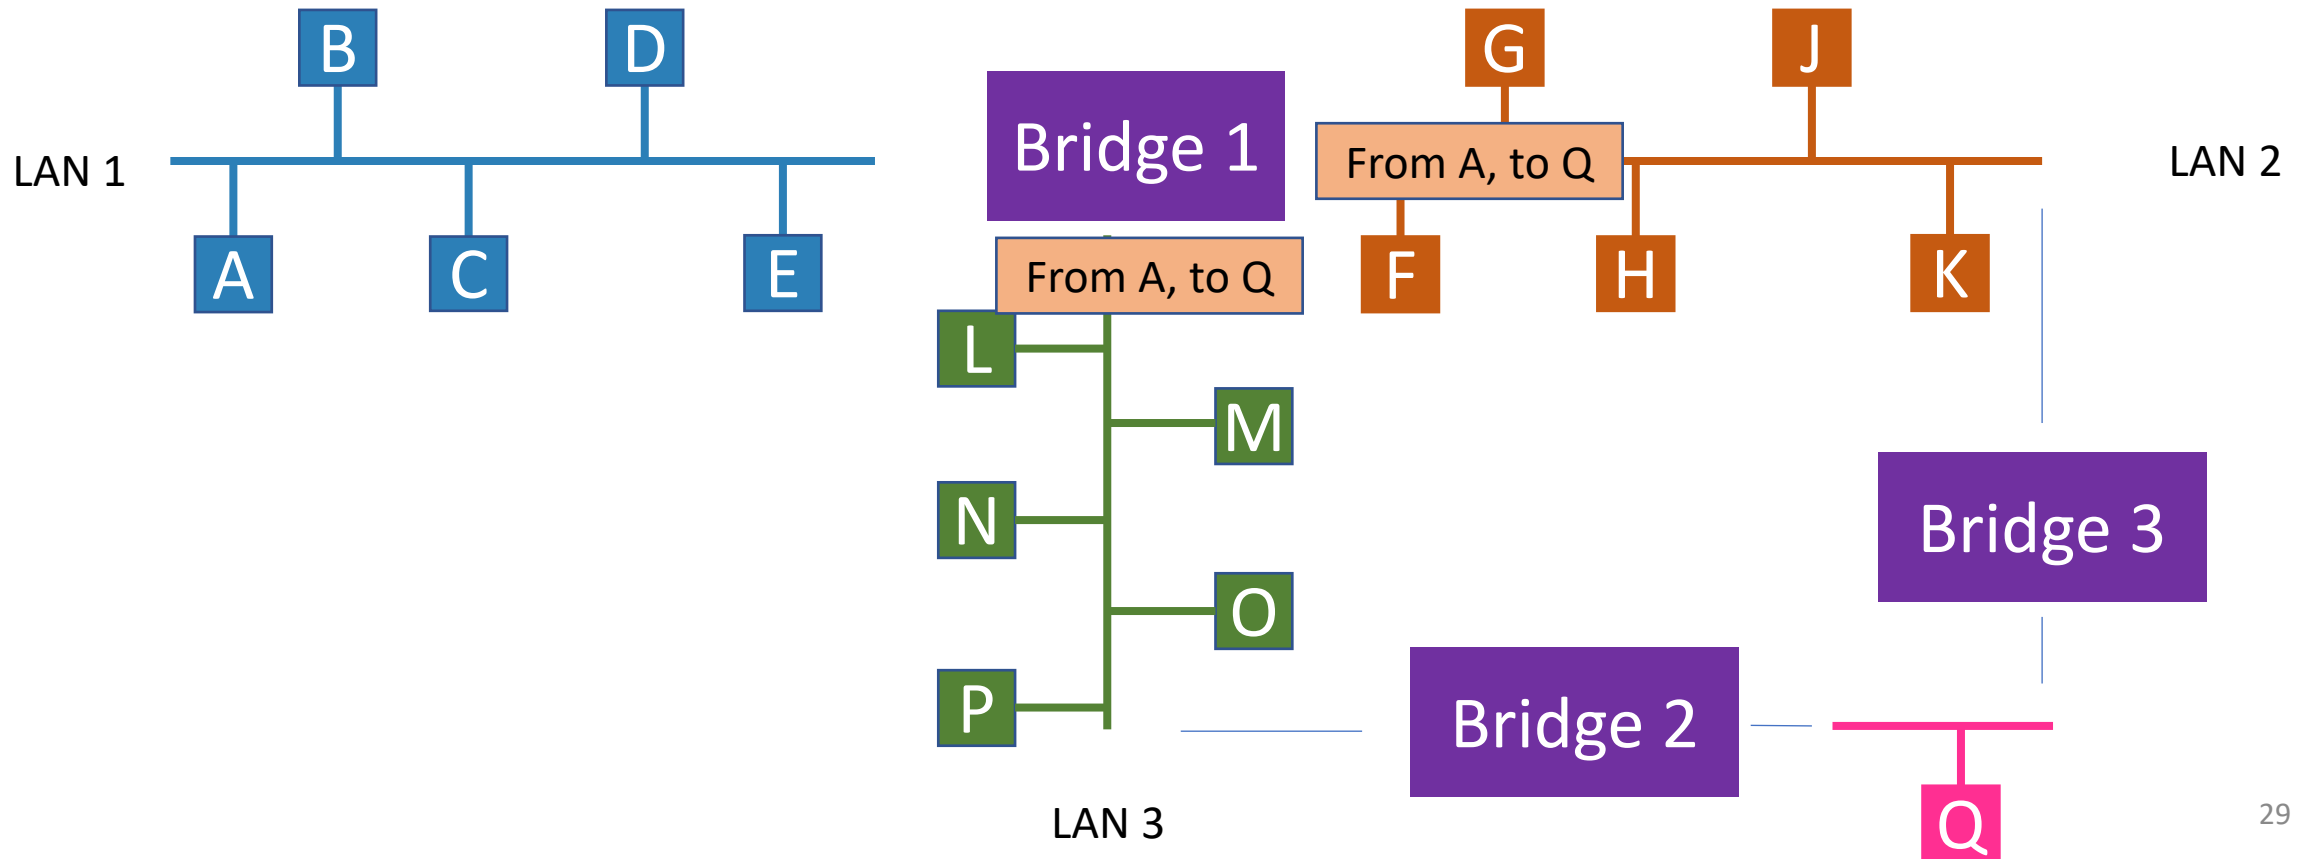 B
D
G
J
LAN 1
Bridge 1
From A, to Q
LAN 2
A
C
E
From A, to Q
F
H
K
L
M
N
Bridge 3
O
P
Bridge 2
LAN 3
Q
29